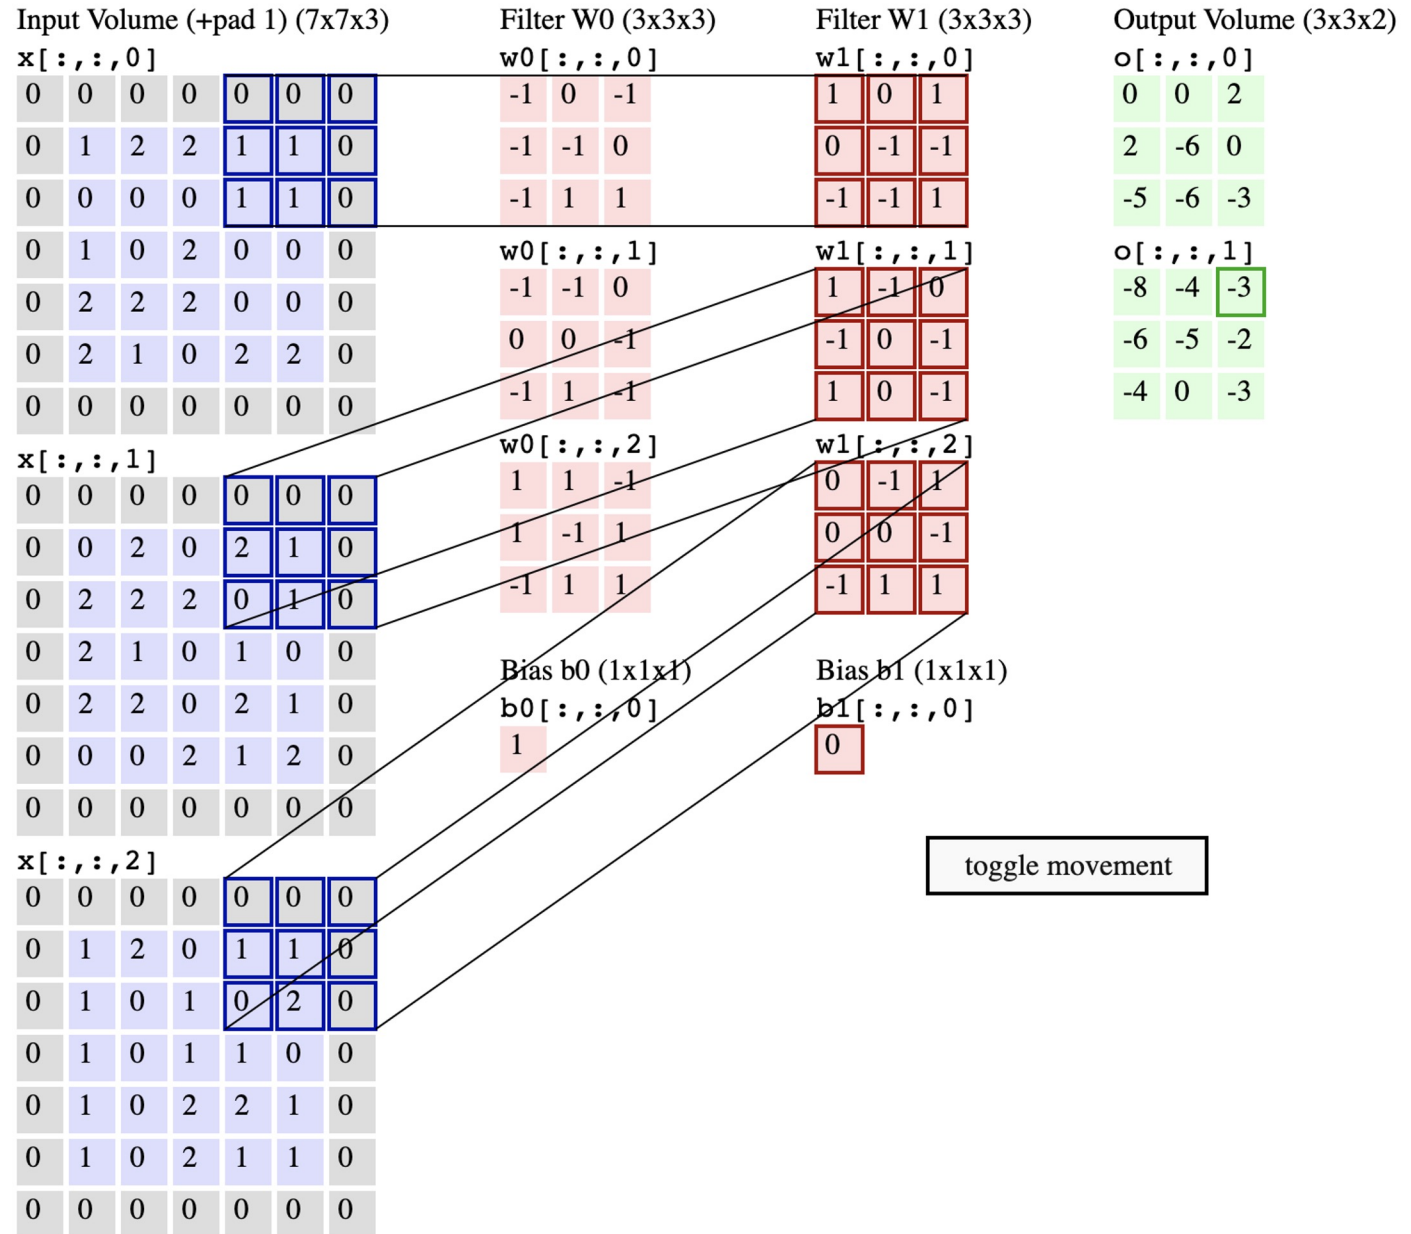 Input Volume (+pad 1) (7x7x3)
x[:,:,0]
0 0 0 0 0 0 0
0 1 2 2 1 1 0
0 0 0 0 1 1 0
0 1 0 2 0 0 0
0 2 2 2 0 0 0
0 2 1 0 2 2 0
0 0 0 0 0 0 0
x[:,:,1]
0 0 0 0 0 0 0
0 0 2 0 2 1 0
0 2 2 2 0 1 0
0 2 1 0 1 0 0
0 2 2 0 2 1 0
0 0 0 2 1 2 0
0 0 0 0 0 0 0
x[:,:,2]
0 0 0 0 0 0 0
0 1 2 0 1 1 0
0 1 0 1 0 2 0
0 1 0 1 1 0 0
0 1 0 2 2 1 0
0 1 0 2 1 1 0
0 0 0 0 0 0 0
Filter W0 (3x3x3)
w0[:,:,0]
-1 0 -1
-1 -1 0
-1 1 1
w0[:,:,1]
-1 -1 0
0 0 -1
-1 1 -1
w0[:,:,2]
1 1 -1
1 -1 1
-1 1 1
Bias b0 (1x1x1)
b0[:,:,0]
1
Filter W1 (3x3x3)
w1[:,:,0]
1 0 1
0 -1 -1
-1 -1 1
w1[:,:,1]
1 -1 0
-1 0 -1
1 0 -1
w1[:,:,2]
0 -1 1
0 0 -1
-1 1 1
Bias b1 (1x1x1)
b1[:,:,0]
0
Output Volume (3x3x2)
o[:,:,0]
0 0 2
2 -6 0
-5 -6 -3
o[:,:,1]
-8 -4 -3
-6 -5 -2
-4 0 -3
toggle movement